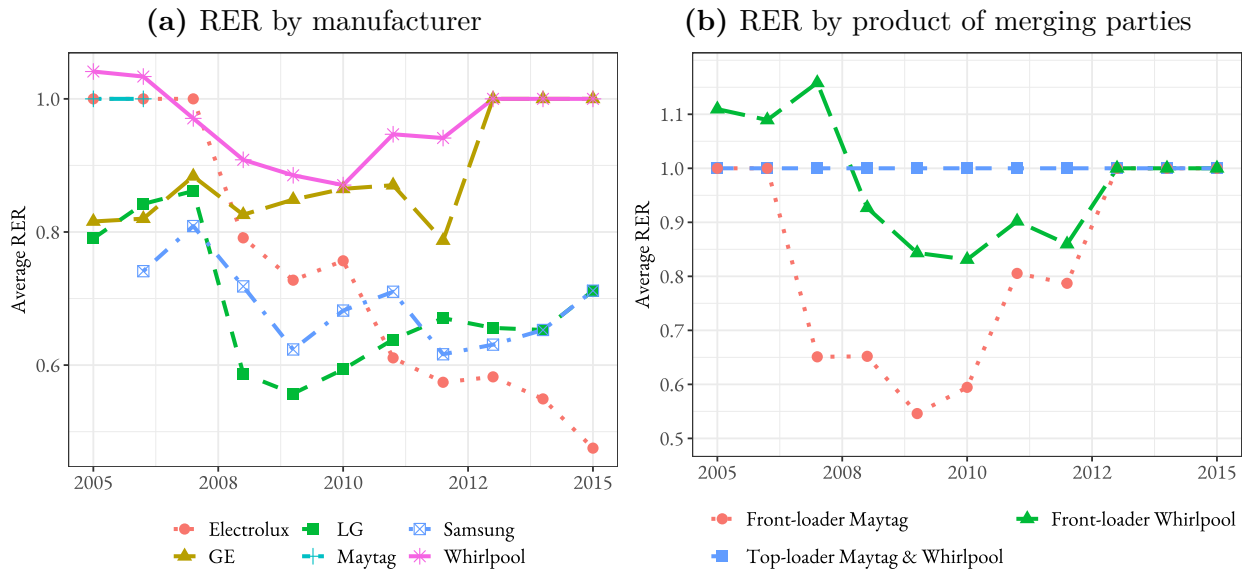 (a) RER by manufacturer
Average RER
1.0
0.8
0.6
2005 2008 2010 2012 2015
Electrolux LG Samsung
GE Maytag Whirlpool
(b) RER by product of merging parties
Average RER
1.1
1.0
0.9
0.8
0.7
0.6
0.5
2005 2008 2010 2012 2015
Front-loader Maytag Front-loader Whirlpool
Top-loader Maytag & Whirlpool